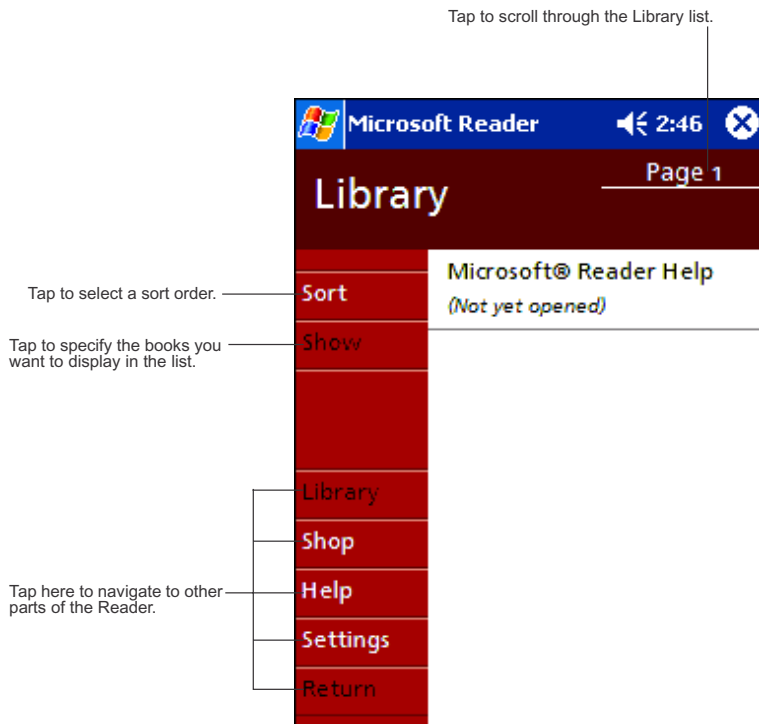 Tap to scroll through the Library list.
Microsoft Reader 2:46
Library
Page 1
Microsoft® Reader Help
(Not yet opened)
Tap to select a sort order.
Sort
Tap to specify the books you
want to display in the list.
Show
Library
Shop
Tap here to navigate to other
parts of the Reader.
Help
Settings
Return